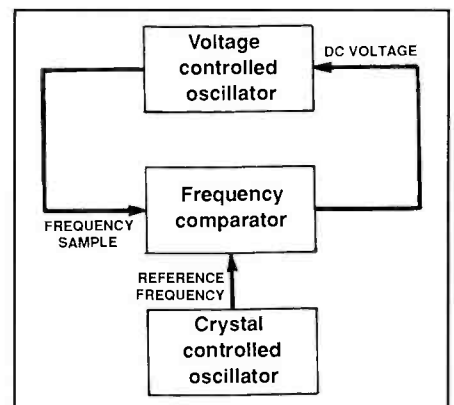 Voltage
controlled
oscillator
DC VOLTAGE
Frequency
comparator
FREQUENCY
SAMPLE
REFERENCE
FREQUENCY
Crystal
controlled
oscillator